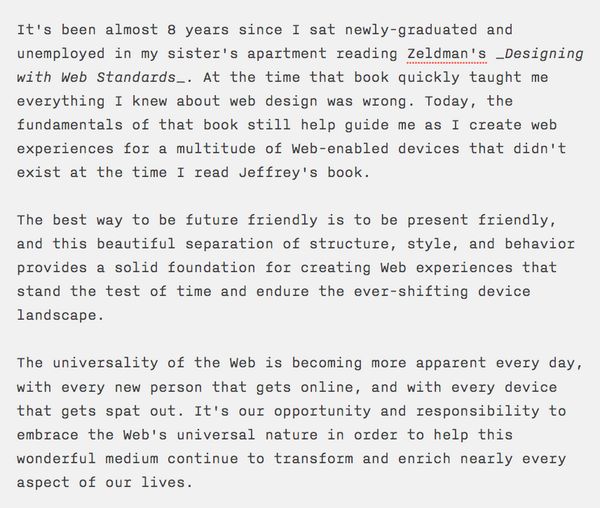 It's been almost 8 years since I sat newly-graduated and
unemployed in my sister's apartment reading Zeldman's _Designing
with Web Standards_. At the time that book quickly taught me
everything I knew about web design was wrong. Today, the
fundamentals of that book still help guide me as I create web
experiences for a multitude of Web-enabled devices that didn't
exist at the time I read Jeffrey's book.

The best way to be future friendly is to be present friendly,
and this beautiful separation of structure, style, and behavior
provides a solid foundation for creating Web experiences that
stand the test of time and endure the ever-shifting device
landscape.

The universality of the Web is becoming more apparent every day,
with every new person that gets online, and with every device
that gets spat out. It's our opportunity and responsibility to
embrace the Web's universal nature in order to help this
wonderful medium continue to transform and enrich nearly every
aspect of our lives.